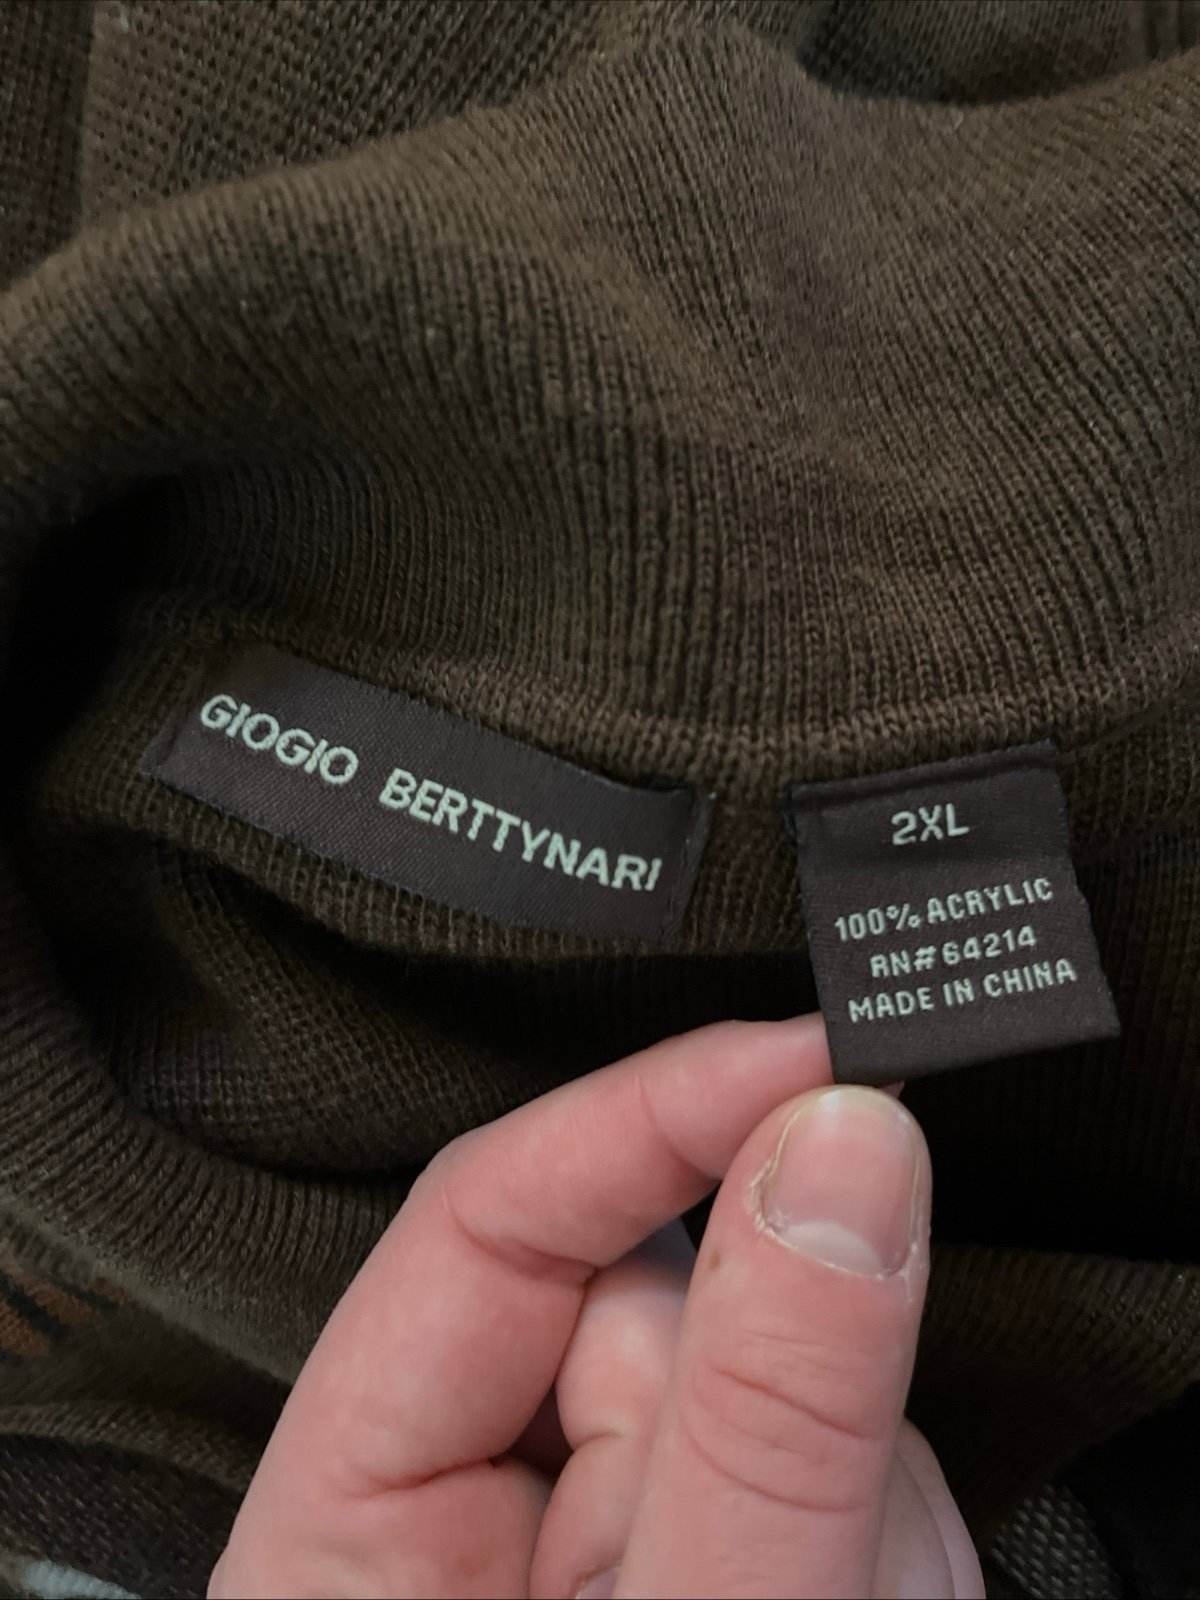 GIOGIO BERTTYNARI
2XL
100% ACRYLIC
RN#64214
MADE IN CHINA